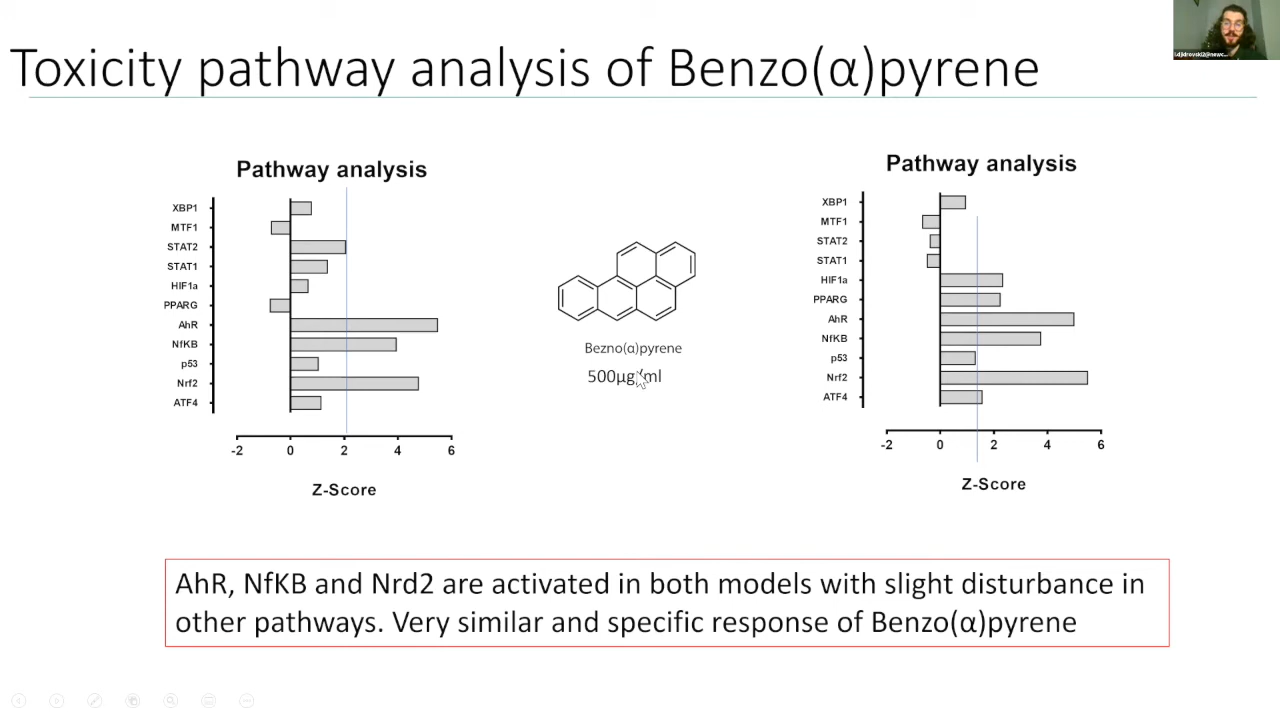 Toxicity pathway analysis of Benzo(α)pyrene
Pathway analysis
XBP1
MTF1
STAT2
STAT1
HIF1a
PPARG
AhR
NfKB
p53
Nrf2
ATF4
-2 0 2 4 6
Z-Score
Bezno(α)pyrene
500µg/ml
Pathway analysis
XBP1
MTF1
STAT2
STAT1
HIF1a
PPARG
AhR
NfKB
p53
Nrf2
ATF4
-2 0 2 4 6
Z-Score
AhR, NfKB and Nrd2 are activated in both models with slight disturbance in
other pathways. Very similar and specific response of Benzo(α)pyrene